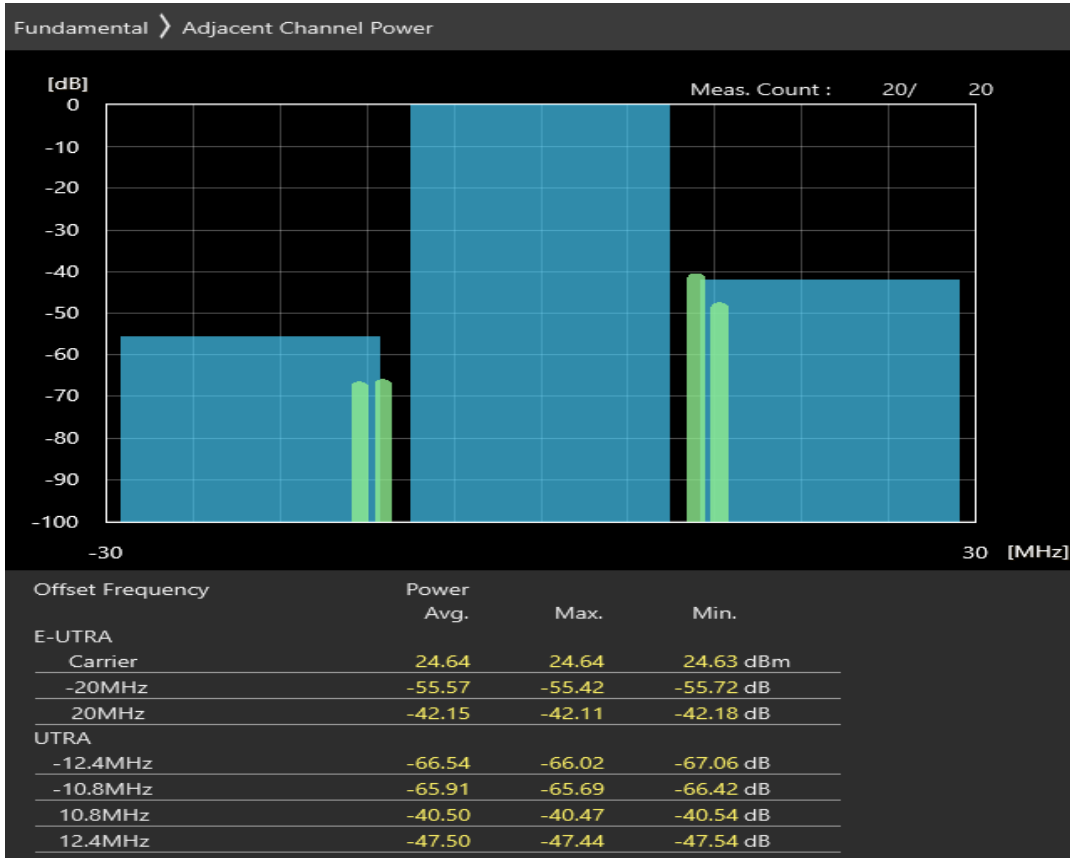 Fundamental 》 Adjacent Channel Power
[dB]
Meas. Count : 20/ 20
0
-10
-20
-30
-40
-50
-60
-70
-80
-90
-100
-30 30 [MHz]
Offset Frequency Power
Avg. Max. Min.
E-UTRA
Carrier 24.64 24.64 24.63 dBm
-20MHz -55.57 -55.42 -55.72 dB
20MHz -42.15 -42.11 -42.18 dB
UTRA
-12.4MHz -66.54 -66.02 -67.06 dB
-10.8MHz -65.91 -65.69 -66.42 dB
10.8MHz -40.50 -40.47 -40.54 dB
12.4MHz -47.50 -47.44 -47.54 dB